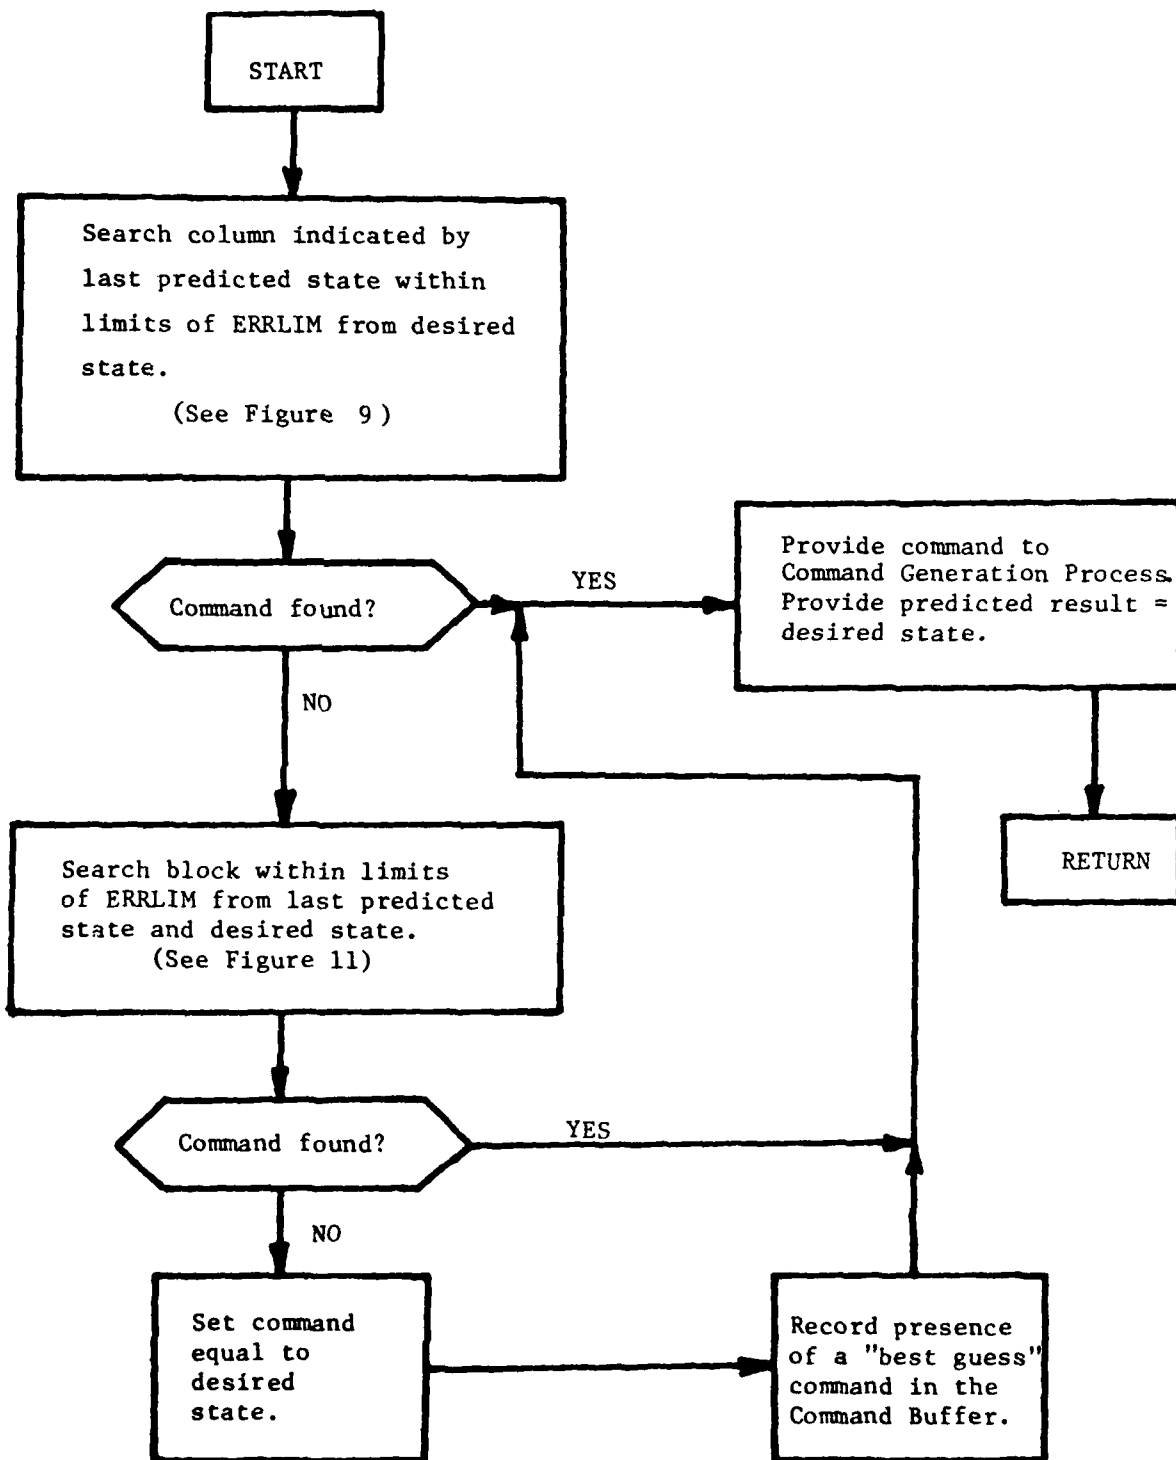 START
Search column indicated by
last predicted state within
limits of ERRLIM from desired
state.
(See Figure 9 )
Command found?
YES
Provide command to
Command Generation Process.
Provide predicted result =
desired state.
NO
RETURN
Search block within limits
of ERRLIM from last predicted
state and desired state.
(See Figure 11)
Command found?
YES
NO
Set command
equal to
desired
state.
Record presence
of a "best guess"
command in the
Command Buffer.